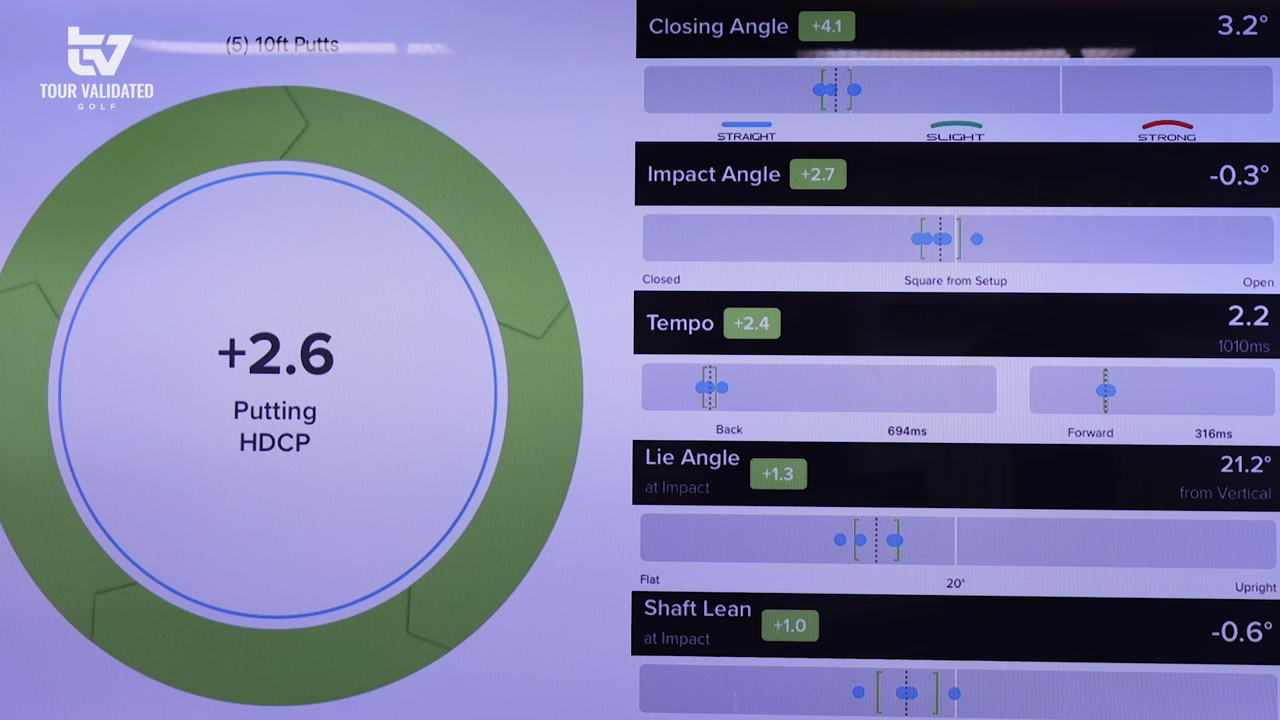 TV
TOUR VALIDATED
GOLF
(5) 10ft Putts
+2.6
Putting
HDCP
Closing Angle +4.1 3.2°
STRAIGHT SLIGHT STRONG
Impact Angle +2.7 -0.3°
Closed Square from Setup Open
Tempo +2.4 2.2
1010ms
Back 694ms Forward 316ms
Lie Angle +1.3 21.2°
at Impact from Vertical
Flat 20° Upright
Shaft Lean +1.0 -0.6°
at Impact